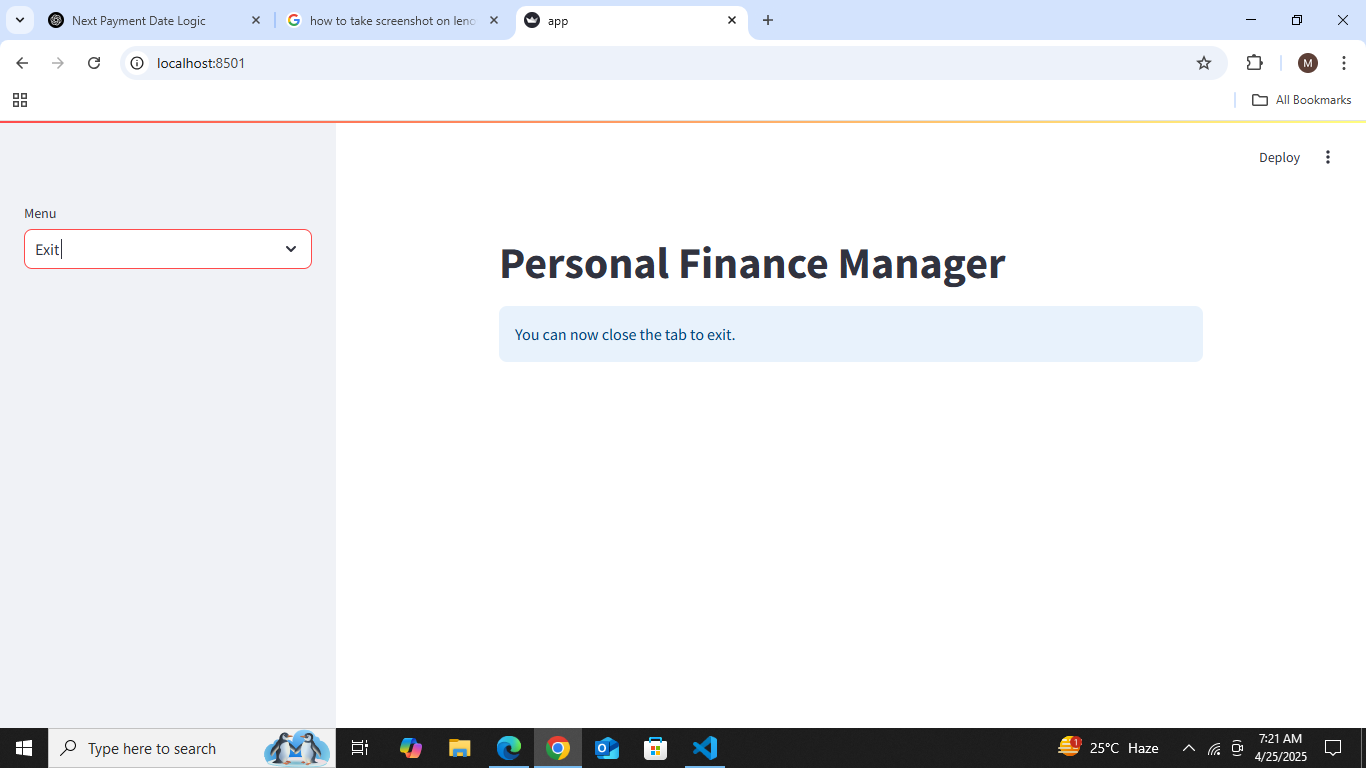 Next Payment Date Logic
how to take screenshot on leno
app
localhost:8501
M
All Bookmarks
Deploy
Menu
Exit
Personal Finance Manager
You can now close the tab to exit.
Type here to search
1
25°C Haze
7:21 AM
4/25/2025